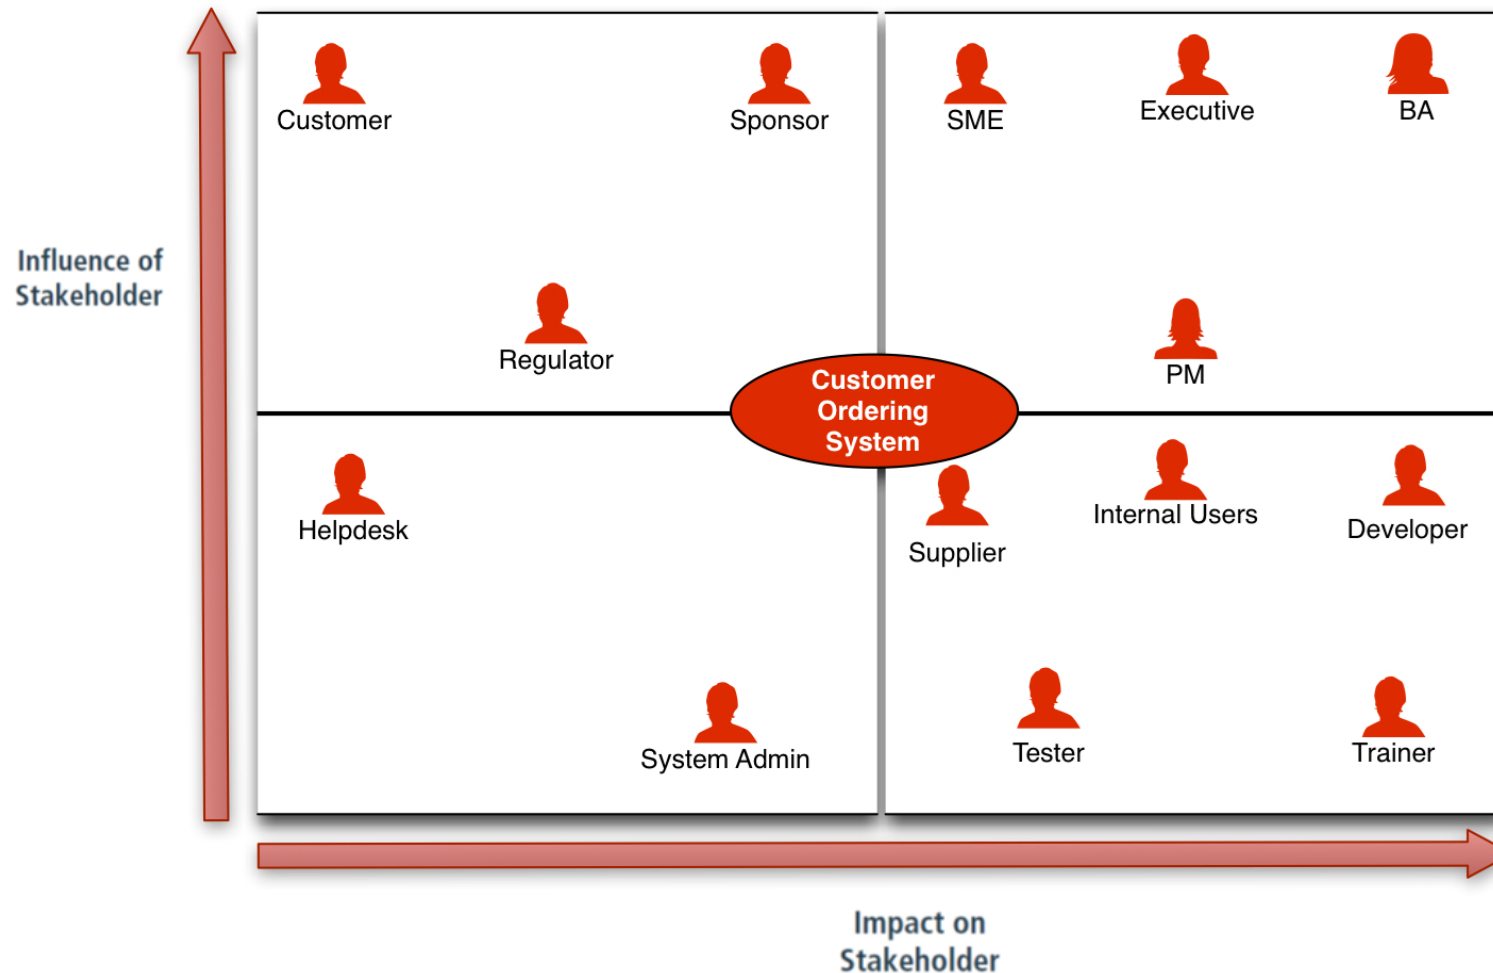 Customer
Sponsor
SME
Executive
BA
Influence of
Stakeholder
Regulator
PM
Customer
Ordering
System
Helpdesk
Supplier
Internal Users
Developer
System Admin
Tester
Trainer
Impact on
Stakeholder